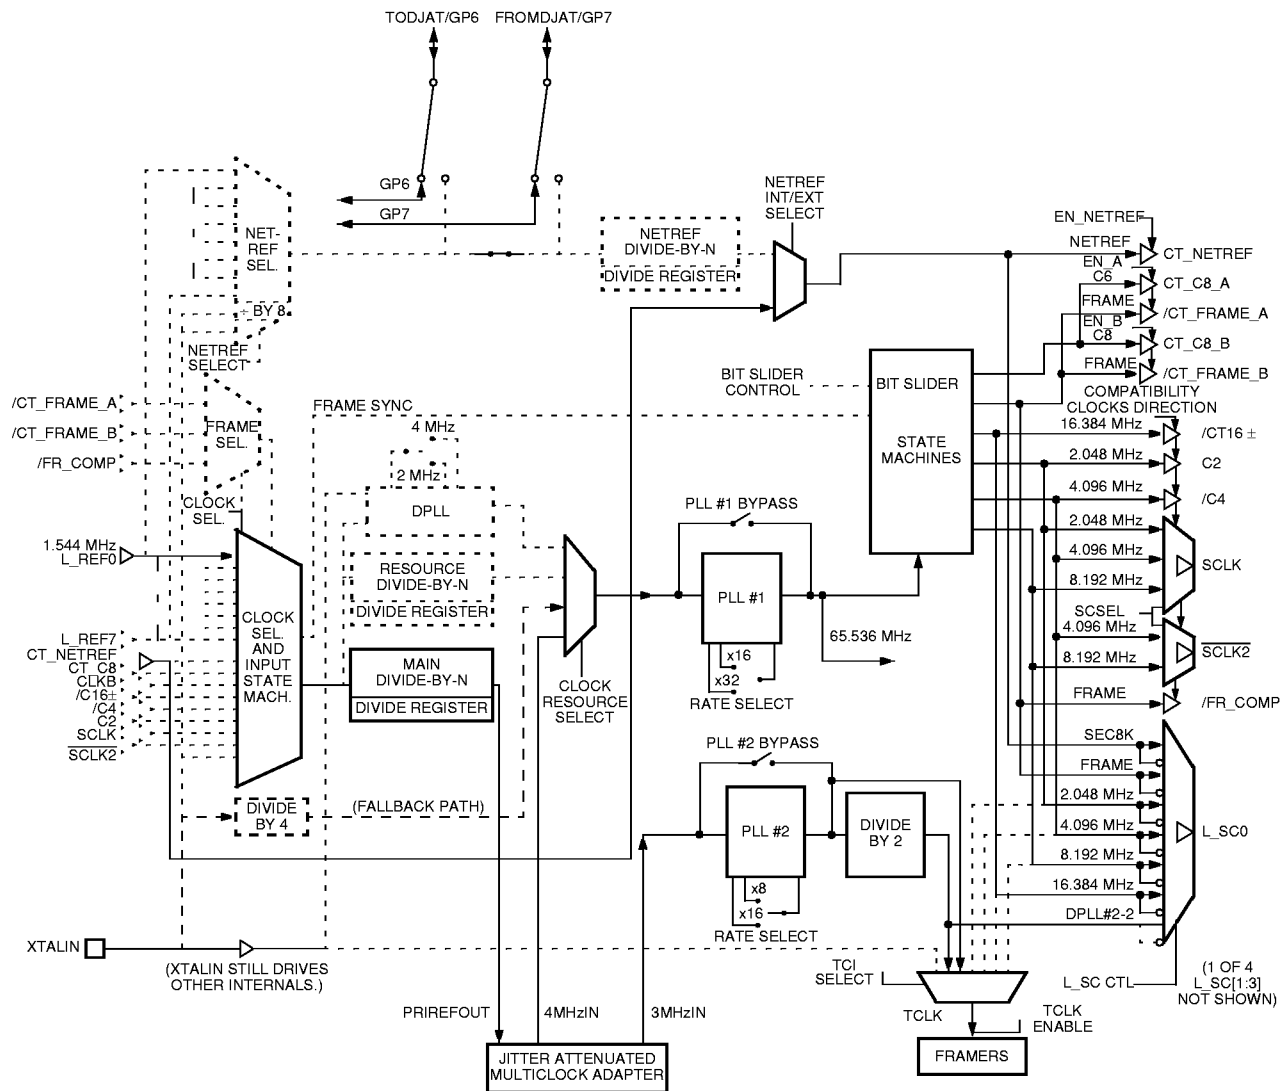 TODJAT/GP6
FROMDJAT/GP7
GP6
GP7
NET-
REF
SEL.
÷ BY 8
NETREF
SELECT
NETREF
DIVIDE-BY-N
DIVIDE REGISTER
NETREF
INT/EXT
SELECT
EN_NETREF
NETREF
CT_NETREF
EN_A
C6
CT_C8_A
FRAME
/CT_FRAME_A
EN_B
C8
CT_C8_B
FRAME
/CT_FRAME_B
COMPATIBILITY
CLOCKS DIRECTION
16.384 MHz
/CT16 ±
2.048 MHz
C2
4.096 MHz
/C4
2.048 MHz
4.096 MHz
8.192 MHz
SCLK
SCSEL
4.096 MHz
8.192 MHz
SCLK2
FRAME
/FR_COMP
SEC8K
FRAME
2.048 MHz
4.096 MHz
8.192 MHz
16.384 MHz
DPLL#2-2
L_SC0
L_SC CTL
(1 OF 4
L_SC[1:3]
NOT SHOWN)
BIT SLIDER
CONTROL
BIT SLIDER
STATE
MACHINES
/CT_FRAME_A
/CT_FRAME_B
/FR_COMP
FRAME
SEL.
FRAME SYNC
4 MHz
2 MHz
DPLL
CLOCK
SEL.
1.544 MHz
L_REF0
L_REF7
CT_NETREF
CT_C8
CLKB
/C16±
/C4
C2
SCLK
SCLK2
CLOCK
SEL.
AND
INPUT
STATE
MACH.
RESOURCE
DIVIDE-BY-N
DIVIDE REGISTER
MAIN
DIVIDE-BY-N
DIVIDE REGISTER
CLOCK
RESOURCE
SELECT
PLL #1 BYPASS
PLL #1
x16
x32
RATE SELECT
65.536 MHz
DIVIDE
BY 4
(FALLBACK PATH)
PLL #2 BYPASS
PLL #2
x8
x16
RATE SELECT
DIVIDE
BY 2
XTALIN
(XTALIN STILL DRIVES
OTHER INTERNALS.)
PRIREFOUT
4MHzIN
3MHzIN
JITTER ATTENUATED
MULTICLOCK ADAPTER
TCI
SELECT
TCLK
TCLK
ENABLE
FRAMERS